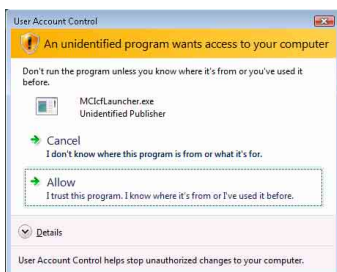 User Account Control
An unidentified program wants access to your computer
Don't run the program unless you know where it's from or you've used it
before.
MCIcfLauncher.exe
Unidentified Publisher
Cancel
I don't know where this program is from or what it's for.
Allow
I trust this program. I know where it's from or I've used it before.
Details
User Account Control helps stop unauthorized changes to your computer.